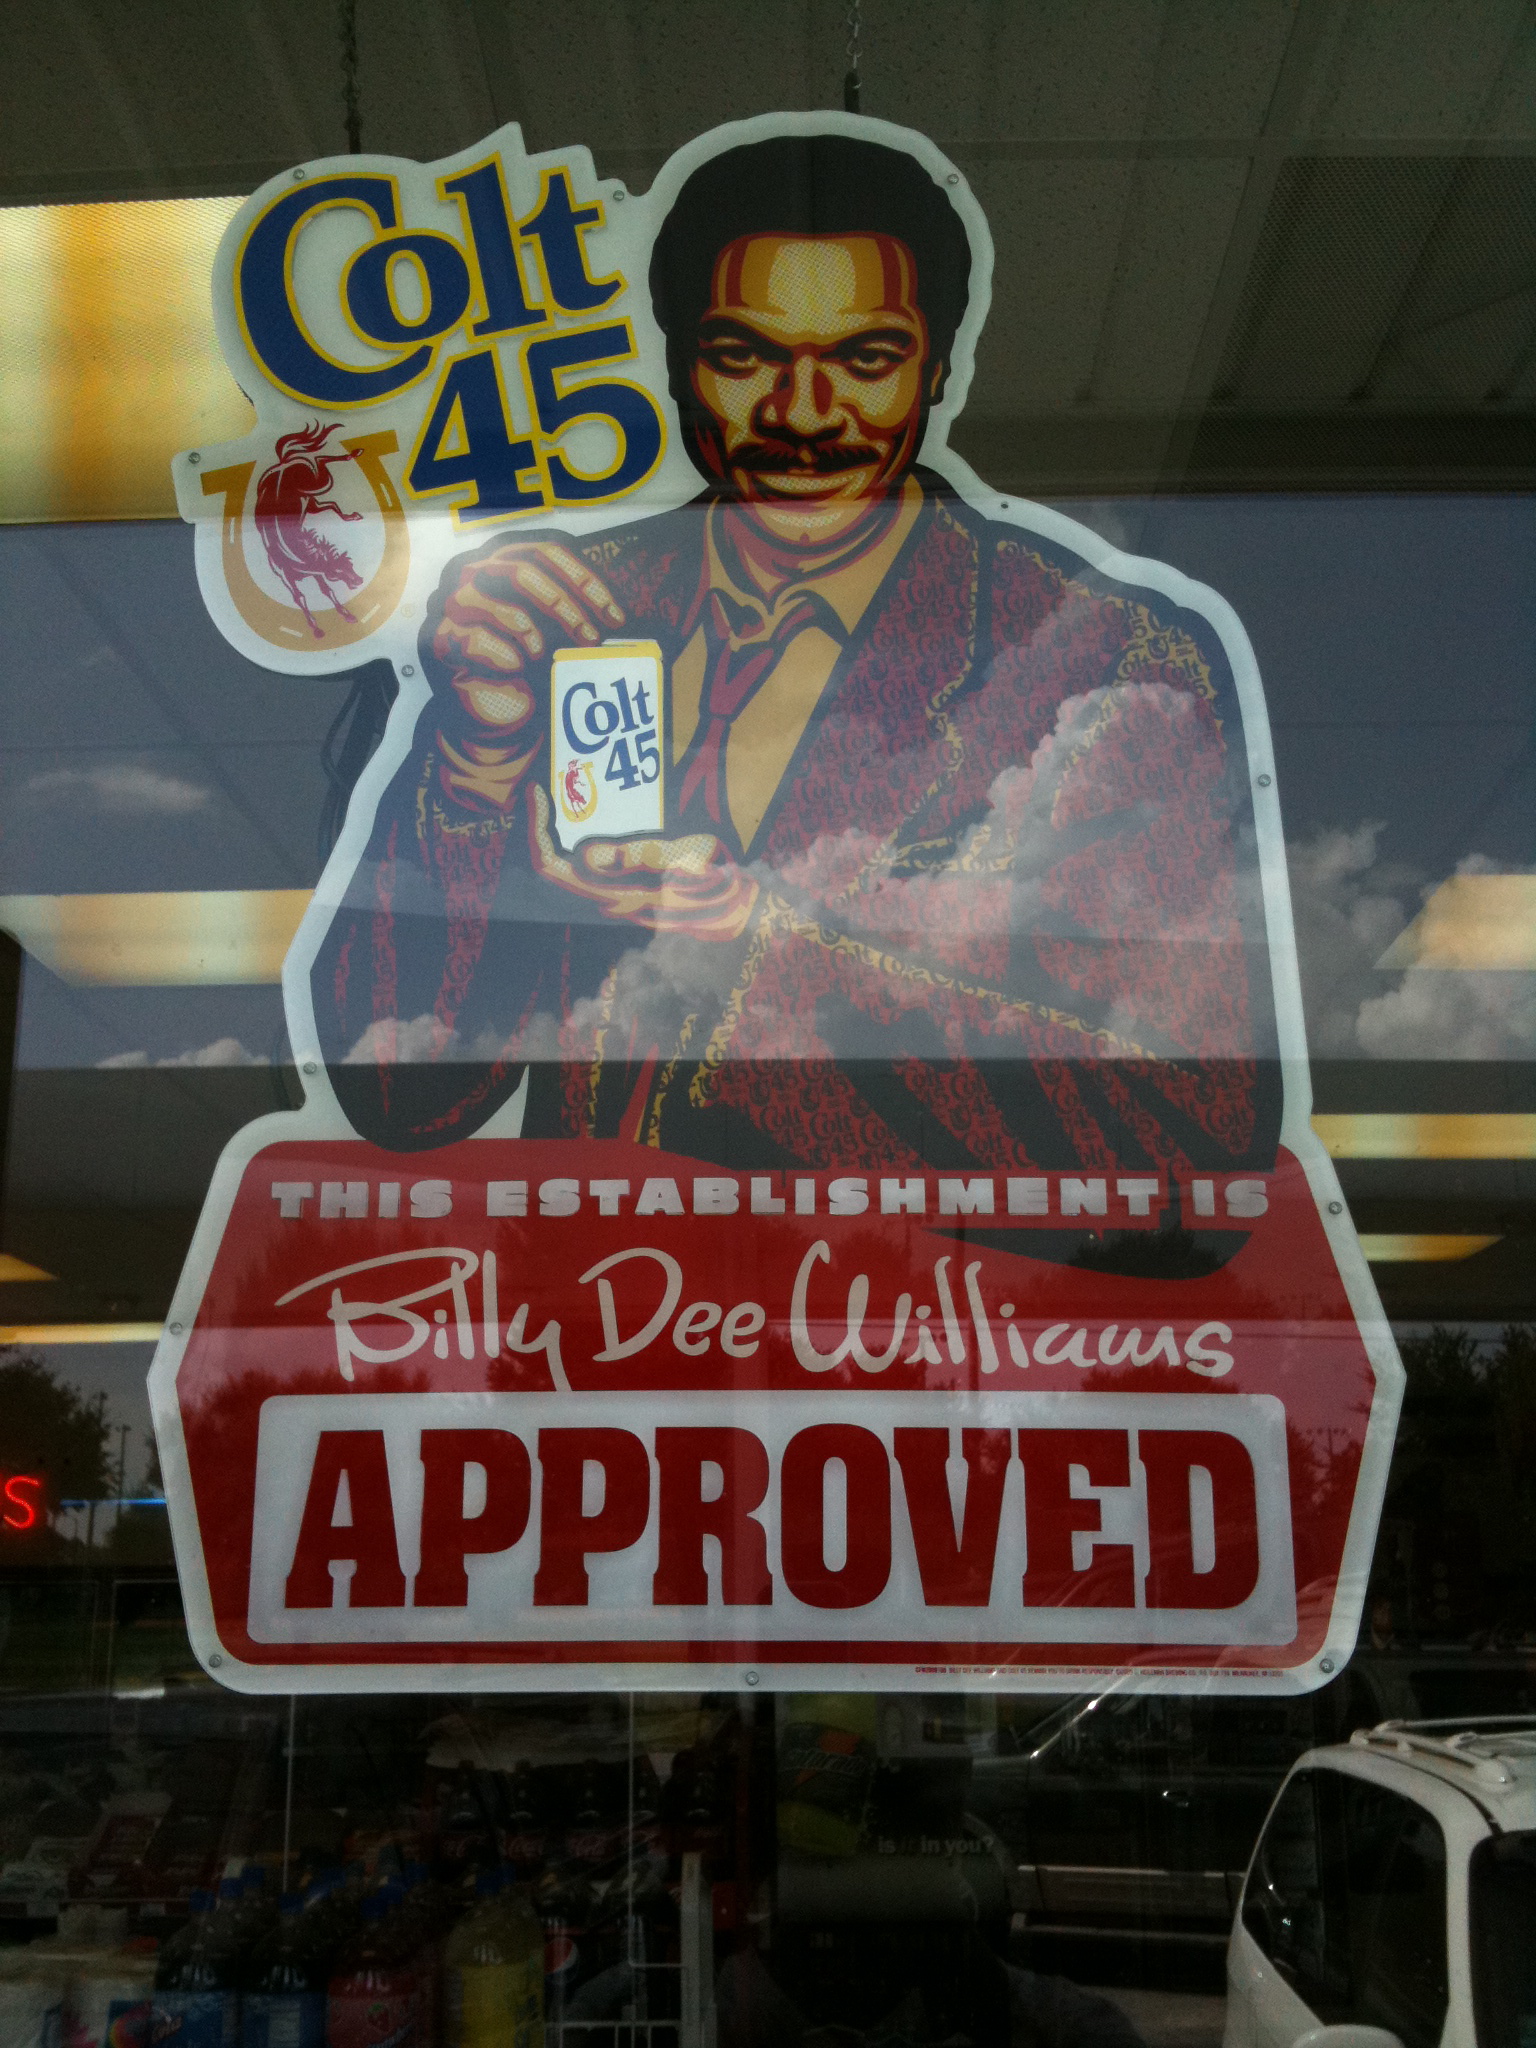 Colt
45
Colt
45
THIS ESTABLISHMENT IS
Billy Dee Williams
APPROVED
S
is it in you?